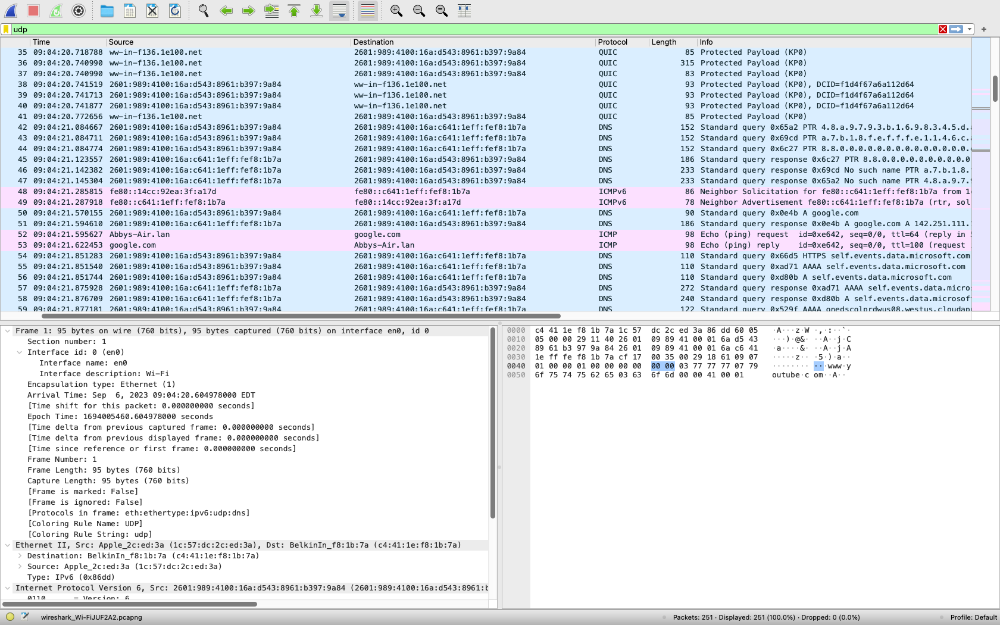 udp
Time Source Destination Protocol Length Info
35 09:04:20.718788 ww-in-f136.1e100.net 2601:989:4100:16a:d543:8961:b397:9a84 QUIC 85 Protected Payload (KP0)
36 09:04:20.740990 ww-in-f136.1e100.net 2601:989:4100:16a:d543:8961:b397:9a84 QUIC 315 Protected Payload (KP0)
37 09:04:20.740990 ww-in-f136.1e100.net 2601:989:4100:16a:d543:8961:b397:9a84 QUIC 83 Protected Payload (KP0)
38 09:04:20.741519 2601:989:4100:16a:d543:8961:b397:9a84 ww-in-f136.1e100.net QUIC 93 Protected Payload (KP0), DCID=f1d4f67a6a112d64
39 09:04:20.741713 2601:989:4100:16a:d543:8961:b397:9a84 ww-in-f136.1e100.net QUIC 93 Protected Payload (KP0), DCID=f1d4f67a6a112d64
40 09:04:20.741877 2601:989:4100:16a:d543:8961:b397:9a84 ww-in-f136.1e100.net QUIC 93 Protected Payload (KP0), DCID=f1d4f67a6a112d64
41 09:04:20.772656 ww-in-f136.1e100.net 2601:989:4100:16a:d543:8961:b397:9a84 QUIC 85 Protected Payload (KP0)
42 09:04:21.084667 2601:989:4100:16a:d543:8961:b397:9a84 2601:989:4100:16a:c641:1eff:fef8:1b7a DNS 152 Standard query 0x65a2 PTR 4.8.a.9.7.9.3.b.1.6.9.8.3.4.5.d.
43 09:04:21.084711 2601:989:4100:16a:d543:8961:b397:9a84 2601:989:4100:16a:c641:1eff:fef8:1b7a DNS 152 Standard query 0x69cd PTR a.7.b.1.8.f.e.f.f.f.e.1.1.4.6.c.
44 09:04:21.084774 2601:989:4100:16a:d543:8961:b397:9a84 2601:989:4100:16a:c641:1eff:fef8:1b7a DNS 152 Standard query 0x6c27 PTR 8.8.0.0.0.0.0.0.0.0.0.0.0.0.0.0.
45 09:04:21.123557 2601:989:4100:16a:c641:1eff:fef8:1b7a 2601:989:4100:16a:d543:8961:b397:9a84 DNS 186 Standard query response 0x6c27 PTR 8.8.0.0.0.0.0.0.0.0.0
46 09:04:21.142382 2601:989:4100:16a:c641:1eff:fef8:1b7a 2601:989:4100:16a:d543:8961:b397:9a84 DNS 233 Standard query response 0x69cd No such name PTR a.7.b.1.8.
47 09:04:21.145304 2601:989:4100:16a:c641:1eff:fef8:1b7a 2601:989:4100:16a:d543:8961:b397:9a84 DNS 233 Standard query response 0x65a2 No such name PTR 4.8.a.9.7.
48 09:04:21.285815 fe80::14cc:92ea:3f:a17d fe80::c641:1eff:fef8:1b7a ICMPv6 86 Neighbor Solicitation for fe80::c641:1eff:fef8:1b7a from 1
49 09:04:21.287918 fe80::c641:1eff:fef8:1b7a fe80::14cc:92ea:3f:a17d ICMPv6 78 Neighbor Advertisement fe80::c641:1eff:fef8:1b7a (rtr, sol
50 09:04:21.570155 2601:989:4100:16a:d543:8961:b397:9a84 2601:989:4100:16a:c641:1eff:fef8:1b7a DNS 90 Standard query 0x0e4b A google.com
51 09:04:21.594610 2601:989:4100:16a:c641:1eff:fef8:1b7a 2601:989:4100:16a:d543:8961:b397:9a84 DNS 186 Standard query response 0x0e4b A google.com A 142.251.111.
52 09:04:21.595627 Abbys-Air.lan google.com ICMP 98 Echo (ping) request id=0xe642, seq=0/0, ttl=64 (reply in
53 09:04:21.622453 google.com Abbys-Air.lan ICMP 98 Echo (ping) reply id=0xe642, seq=0/0, ttl=100 (request
54 09:04:21.851283 2601:989:4100:16a:d543:8961:b397:9a84 2601:989:4100:16a:c641:1eff:fef8:1b7a DNS 110 Standard query 0x66d5 HTTPS self.events.data.microsoft.com
55 09:04:21.851540 2601:989:4100:16a:d543:8961:b397:9a84 2601:989:4100:16a:c641:1eff:fef8:1b7a DNS 110 Standard query 0xad71 AAAA self.events.data.microsoft.com
56 09:04:21.851744 2601:989:4100:16a:d543:8961:b397:9a84 2601:989:4100:16a:c641:1eff:fef8:1b7a DNS 110 Standard query 0xd80b A self.events.data.microsoft.com
57 09:04:21.875928 2601:989:4100:16a:c641:1eff:fef8:1b7a 2601:989:4100:16a:d543:8961:b397:9a84 DNS 272 Standard query response 0xad71 AAAA self.events.data.micro
58 09:04:21.876709 2601:989:4100:16a:c641:1eff:fef8:1b7a 2601:989:4100:16a:d543:8961:b397:9a84 DNS 240 Standard query response 0xd80b A self.events.data.microsof
59 09:04:21.877181 2601:989:4100:16a:d543:8961:b397:9a84 2601:989:4100:16a:c641:1eff:fef8:1b7a DNS 122 Standard query 0x529f AAAA onedscolprdwus08.westus.cloudap
Frame 1: 95 bytes on wire (760 bits), 95 bytes captured (760 bits) on interface en0, id 0
Section number: 1
Interface id: 0 (en0)
Interface name: en0
Interface description: Wi-Fi
Encapsulation type: Ethernet (1)
Arrival Time: Sep 6, 2023 09:04:20.604978000 EDT
[Time shift for this packet: 0.000000000 seconds]
Epoch Time: 1694005460.604978000 seconds
[Time delta from previous captured frame: 0.000000000 seconds]
[Time delta from previous displayed frame: 0.000000000 seconds]
[Time since reference or first frame: 0.000000000 seconds]
Frame Number: 1
Frame Length: 95 bytes (760 bits)
Capture Length: 95 bytes (760 bits)
[Frame is marked: False]
[Frame is ignored: False]
[Protocols in frame: eth:ethertype:ipv6:udp:dns]
[Coloring Rule Name: UDP]
[Coloring Rule String: udp]
Ethernet II, Src: Apple_2c:ed:3a (1c:57:dc:2c:ed:3a), Dst: BelkinIn_f8:1b:7a (c4:41:1e:f8:1b:7a)
Destination: BelkinIn_f8:1b:7a (c4:41:1e:f8:1b:7a)
Source: Apple_2c:ed:3a (1c:57:dc:2c:ed:3a)
Type: IPv6 (0x86dd)
Internet Protocol Version 6, Src: 2601:989:4100:16a:d543:8961:b397:9a84 (2601:989:4100:16a:d543:8961:b
0110 .... = Version: 6
0000 c4 41 1e f8 1b 7a 1c 57 dc 2c ed 3a 86 dd 60 05 ·A···z·W ·,·:··`·
0010 05 00 00 29 11 40 26 01 09 89 41 00 01 6a d5 43 ···)·@&· ··A··j·C
0020 89 61 b3 97 9a 84 26 01 09 89 41 00 01 6a c6 41 ·a····&· ··A··j·A
0030 1e ff fe f8 1b 7a cf 17 00 35 00 29 18 61 09 07 ·····z·· ·5·)·a··
0040 01 00 00 01 00 00 00 00 00 00 03 77 77 77 07 79 ········ ···www·y
0050 6f 75 74 75 62 65 03 63 6f 6d 00 00 41 00 01 outube·c om··A··
wireshark_Wi-FiJUF2A2.pcapng
Packets: 251 · Displayed: 251 (100.0%) · Dropped: 0 (0.0%)
Profile: Default